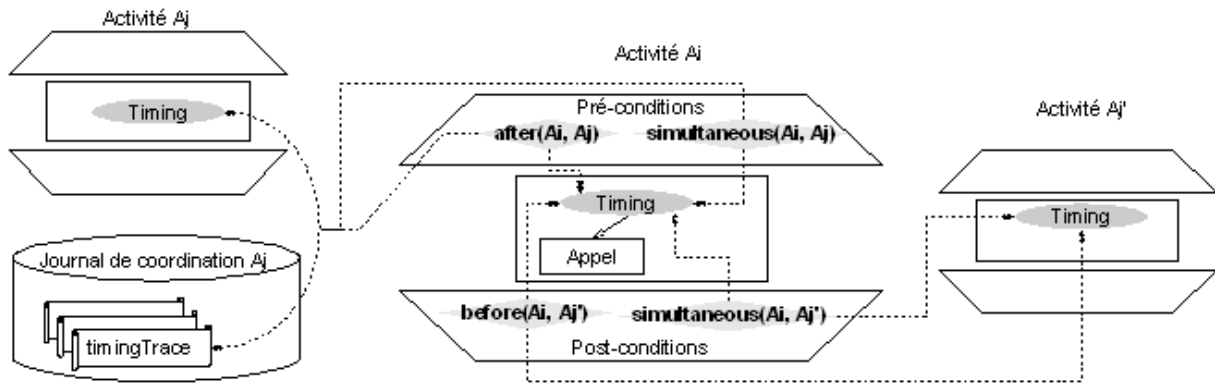 Activité Aj
Timing
Journal de coordination Aj
timingTrace
Activité Ai
Pré-conditions
after(Ai, Aj) simultaneous(Ai, Aj)
Timing
Appel
before(Ai, Aj') simultaneous(Ai, Aj')
Post-conditions
Activité Aj'
Timing